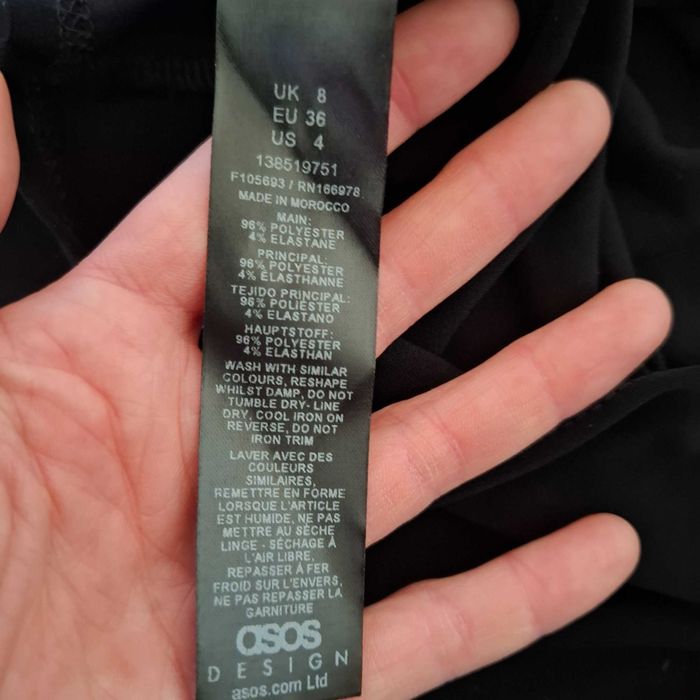 UK 8
EU 36
US 4
138519751
F105693 / RN166978
MADE IN MOROCCO
MAIN:
96% POLYESTER
4% ELASTANE
PRINCIPAL:
96% POLYESTER
4% ÉLASTHANNE
TEJIDO PRINCIPAL:
96% POLIÉSTER
4% ELASTANO
HAUPTSTOFF:
96% POLYESTER
4% ELASTHAN
WASH WITH SIMILAR
COLOURS, RESHAPE
WHILST DAMP, DO NOT
TUMBLE DRY- LINE
DRY, COOL IRON ON
REVERSE, DO NOT
IRON TRIM
LAVER AVEC DES
COULEURS
SIMILAIRES,
REMETTRE EN FORME
LORSQUE L'ARTICLE
EST HUMIDE, NE PAS
METTRE AU SÈCHE
LINGE - SÉCHAGE À
L'AIR LIBRE,
REPASSER À FER
FROID SUR L'ENVERS,
NE PAS REPASSER LA
GARNITURE
asos
DESIGN
asos.com Ltd